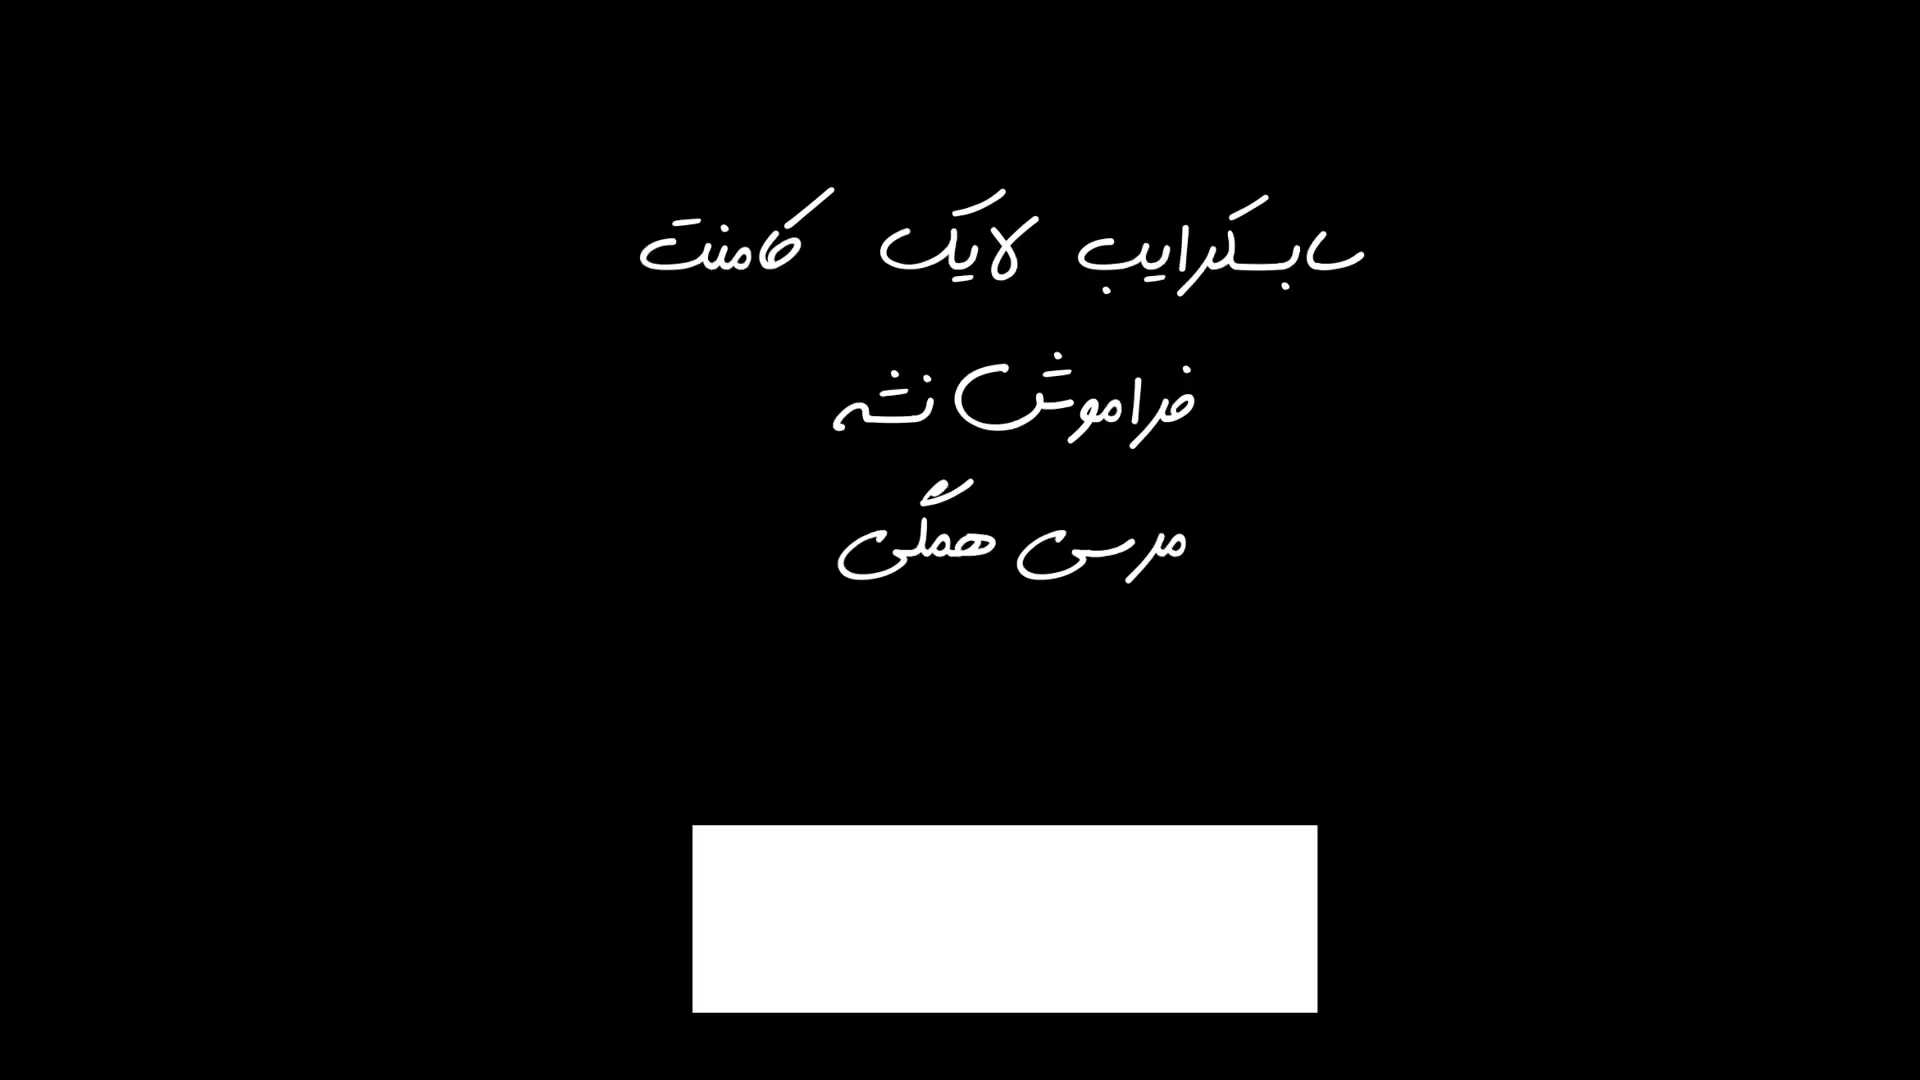 سابسکرایب لایک کامنت
فراموش نشه
مرسی همگی